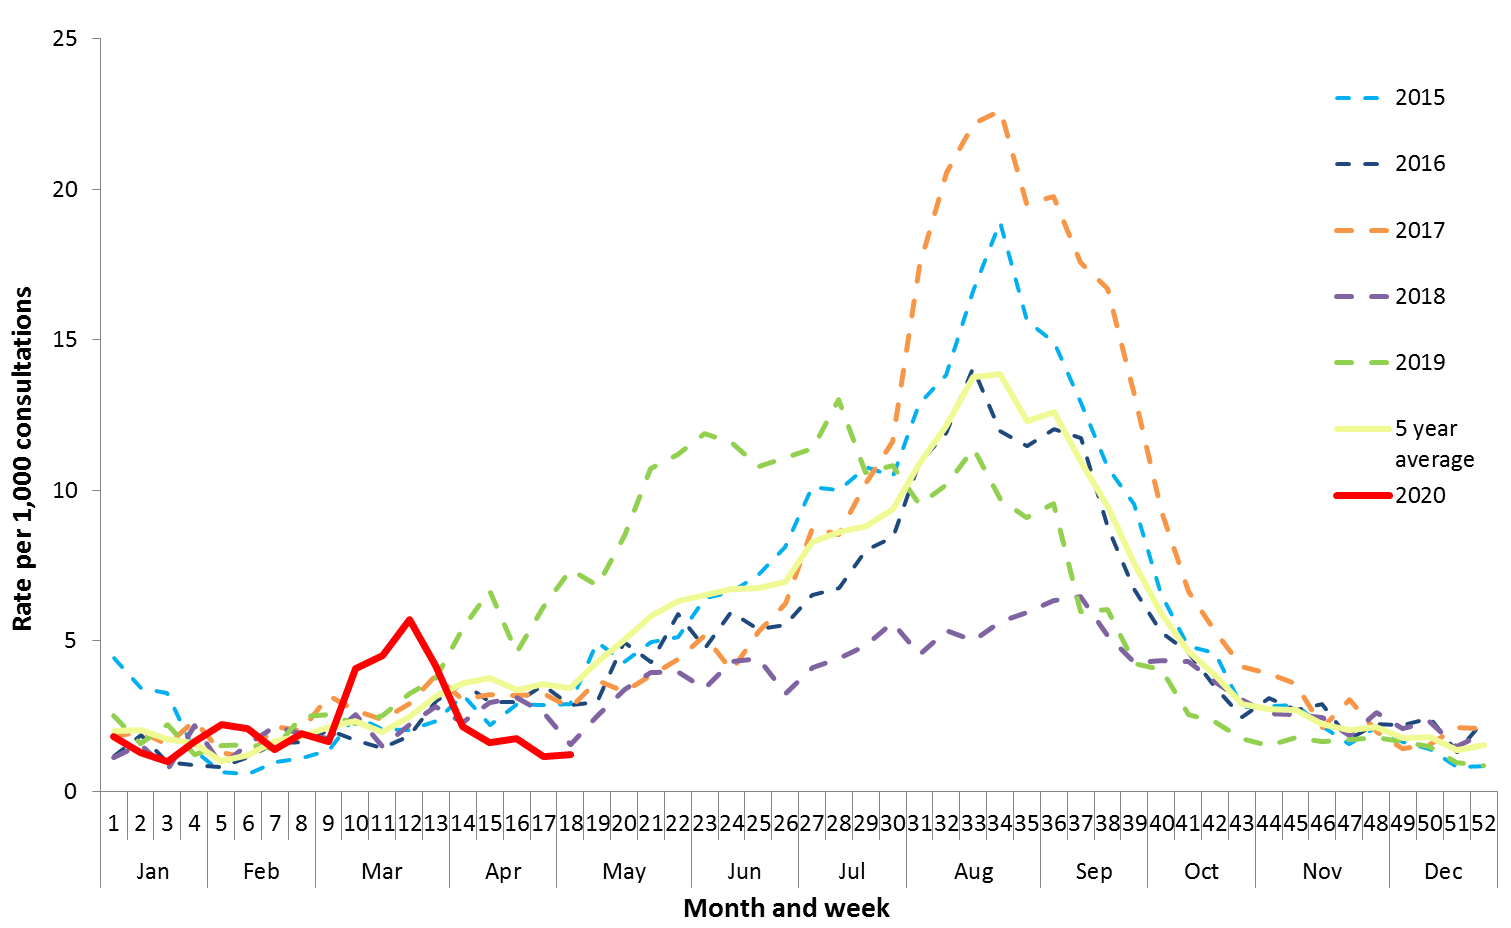 25
20
15
10
5
0
Rate per 1,000 consultations
2015
2016
2017
2018
2019
5 year
average
2020
1 2 3 4 5 6 7 8 9 10 11 12 13 14 15 16 17 18 19 20 21 22 23 24 25 26 27 28 29 30 31 32 33 34 35 36 37 38 39 40 41 42 43 44 45 46 47 48 49 50 51 52
Jan Feb Mar Apr May Jun Jul Aug Sep Oct Nov Dec
Month and week